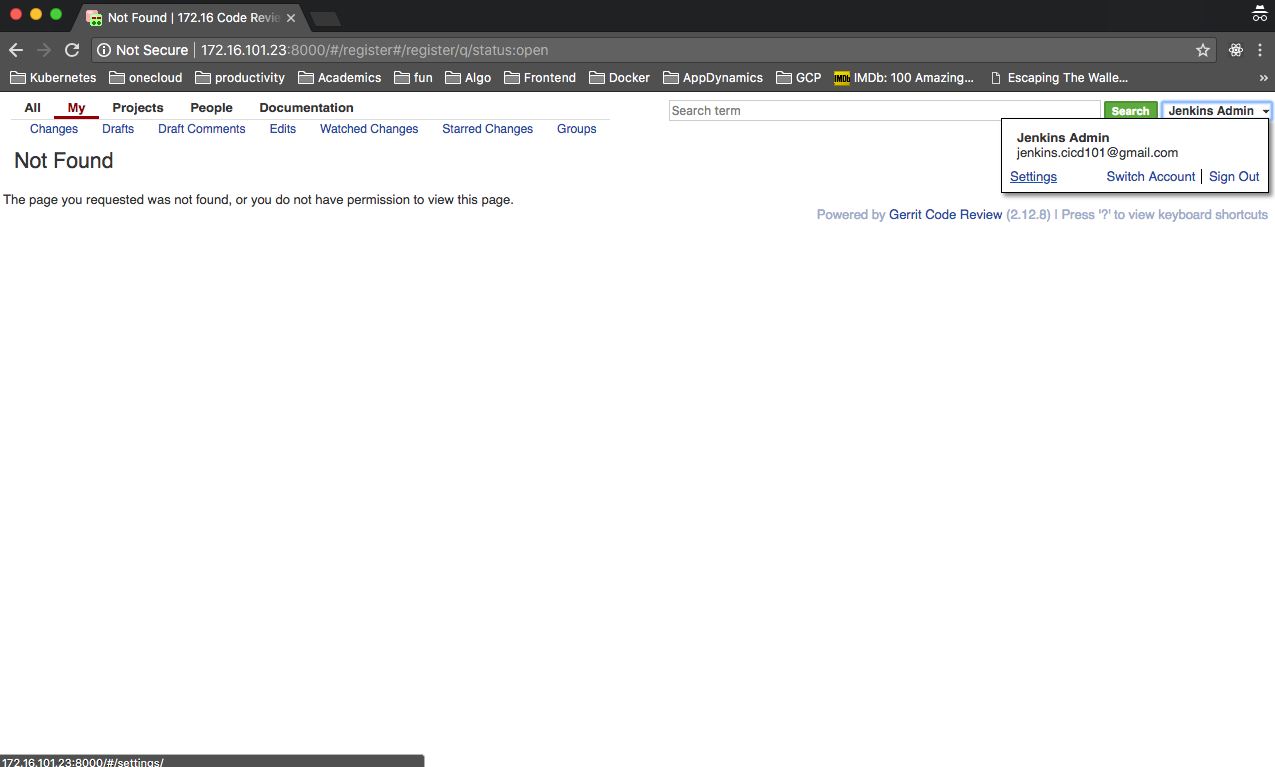 Not Found | 172.16 Code Revie
Not Secure | 172.16.101.23:8000/#/register#/register/q/status:open
Kubernetes onecloud productivity Academics fun Algo Frontend Docker AppDynamics GCP IMDb IMDb: 100 Amazing... Escaping The Walle... »
All My Projects People Documentation Search term Search Jenkins Admin
Changes Drafts Draft Comments Edits Watched Changes Starred Changes Groups
Jenkins Admin
jenkins.cicd101@gmail.com
Settings Switch Account | Sign Out
Not Found
The page you requested was not found, or you do not have permission to view this page.
Powered by Gerrit Code Review (2.12.8) | Press '?' to view keyboard shortcuts
172.16.101.23:8000/#/settings/